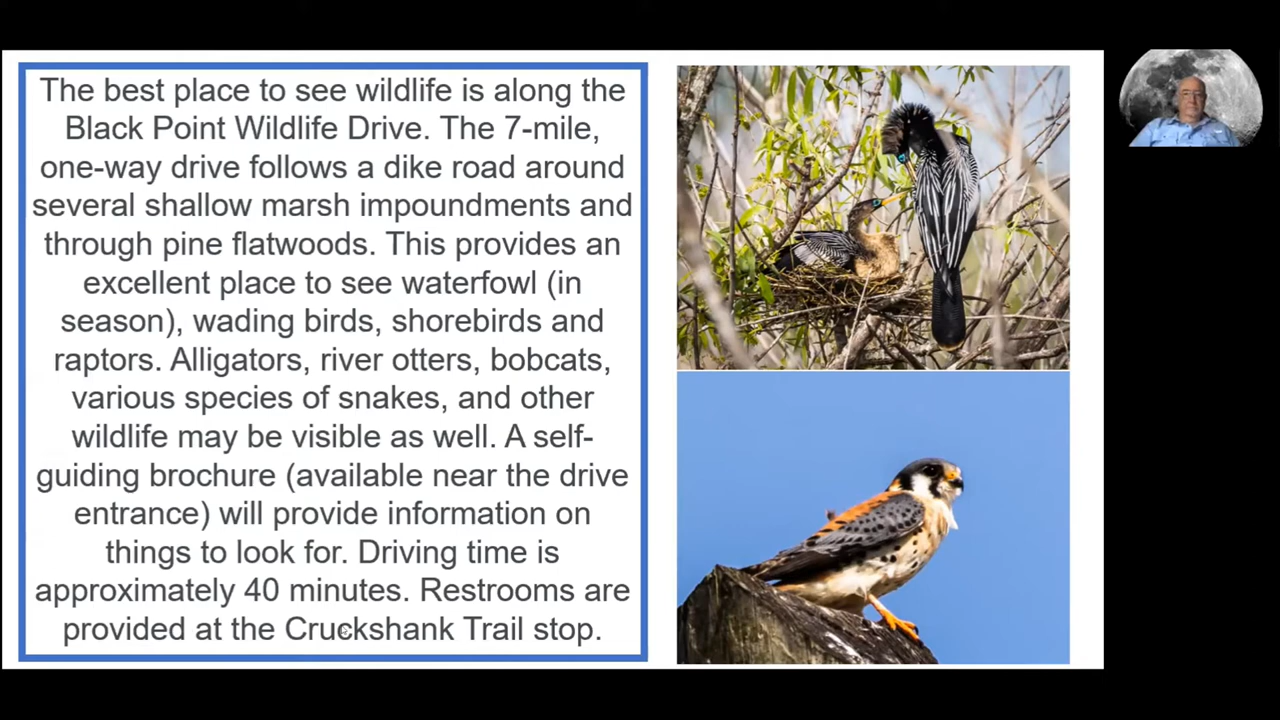 The best place to see wildlife is along the
Black Point Wildlife Drive. The 7-mile,
one-way drive follows a dike road around
several shallow marsh impoundments and
through pine flatwoods. This provides an
excellent place to see waterfowl (in
season), wading birds, shorebirds and
raptors. Alligators, river otters, bobcats,
various species of snakes, and other
wildlife may be visible as well. A self-
guiding brochure (available near the drive
entrance) will provide information on
things to look for. Driving time is
approximately 40 minutes. Restrooms are
provided at the Cruckshank Trail stop.